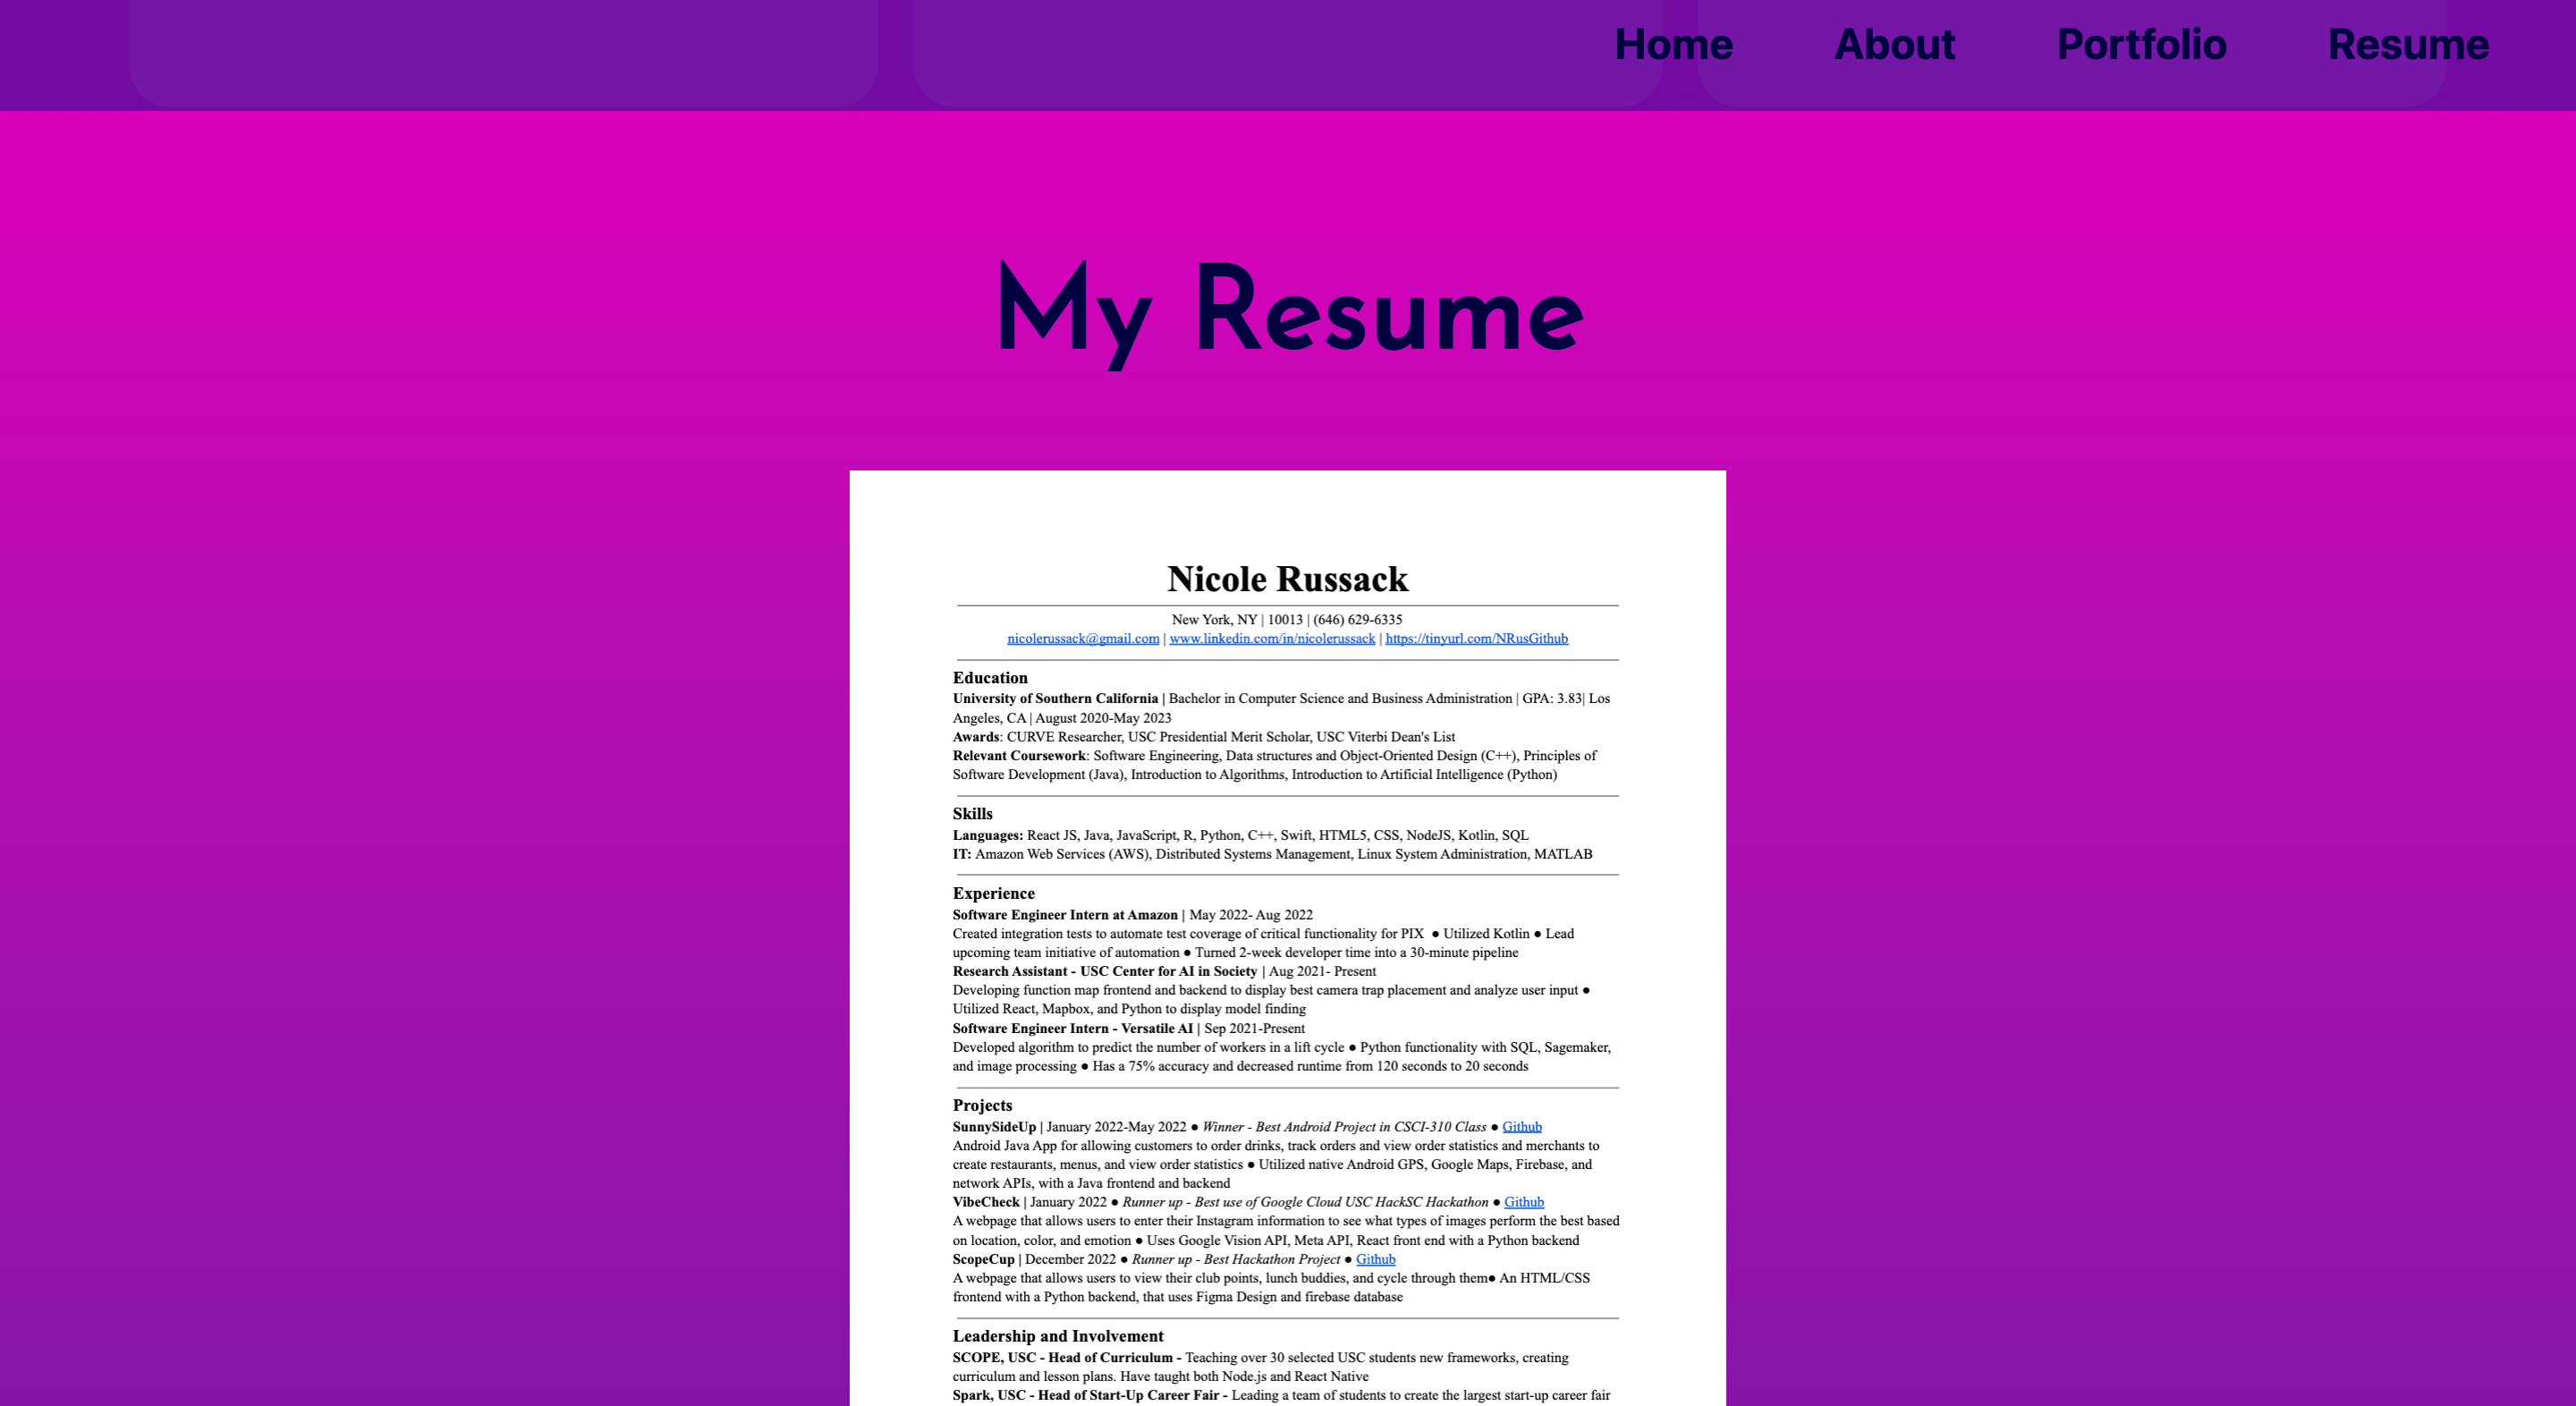 Home About Portfolio Resume
My Resume
Nicole Russack
New York, NY | 10013 | (646) 629-6335
nicolerussack@gmail.com | www.linkedin.com/in/nicolerussack | https://tinyurl.com/NRusGithub
Education
University of Southern California | Bachelor in Computer Science and Business Administration | GPA: 3.83| Los
Angeles, CA | August 2020-May 2023
Awards: CURVE Researcher, USC Presidential Merit Scholar, USC Viterbi Dean's List
Relevant Coursework: Software Engineering, Data structures and Object-Oriented Design (C++), Principles of
Software Development (Java), Introduction to Algorithms, Introduction to Artificial Intelligence (Python)
Skills
Languages: React JS, Java, JavaScript, R, Python, C++, Swift, HTML5, CSS, NodeJS, Kotlin, SQL
IT: Amazon Web Services (AWS), Distributed Systems Management, Linux System Administration, MATLAB
Experience
Software Engineer Intern at Amazon | May 2022- Aug 2022
Created integration tests to automate test coverage of critical functionality for PIX ● Utilized Kotlin ● Lead
upcoming team initiative of automation ● Turned 2-week developer time into a 30-minute pipeline
Research Assistant - USC Center for AI in Society | Aug 2021- Present
Developing function map frontend and backend to display best camera trap placement and analyze user input ●
Utilized React, Mapbox, and Python to display model finding
Software Engineer Intern - Versatile AI | Sep 2021-Present
Developed algorithm to predict the number of workers in a lift cycle ● Python functionality with SQL, Sagemaker,
and image processing ● Has a 75% accuracy and decreased runtime from 120 seconds to 20 seconds
Projects
SunnySideUp | January 2022-May 2022 ● Winner - Best Android Project in CSCI-310 Class ● Github
Android Java App for allowing customers to order drinks, track orders and view order statistics and merchants to
create restaurants, menus, and view order statistics ● Utilized native Android GPS, Google Maps, Firebase, and
network APIs, with a Java frontend and backend
VibeCheck | January 2022 ● Runner up - Best use of Google Cloud USC HackSC Hackathon ● Github
A webpage that allows users to enter their Instagram information to see what types of images perform the best based
on location, color, and emotion ● Uses Google Vision API, Meta API, React front end with a Python backend
ScopeCup | December 2022 ● Runner up - Best Hackathon Project ● Github
A webpage that allows users to view their club points, lunch buddies, and cycle through them● An HTML/CSS
frontend with a Python backend, that uses Figma Design and firebase database
Leadership and Involvement
SCOPE, USC - Head of Curriculum - Teaching over 30 selected USC students new frameworks, creating
curriculum and lesson plans. Have taught both Node.js and React Native
Spark, USC - Head of Start-Up Career Fair - Leading a team of students to create the largest start-up career fair